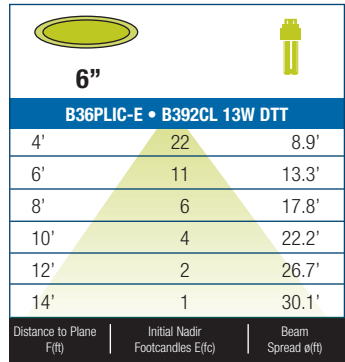 6”
B36PLIC-E • B392CL 13W DTT
4’ 22 8.9’
6’ 11 13.3’
8’ 6 17.8’
10’ 4 22.2’
12’ 2 26.7’
14’ 1 30.1’
Distance to Plane Initial Nadir Beam
F(ft) Footcandles E(fc) Spread ø(ft)